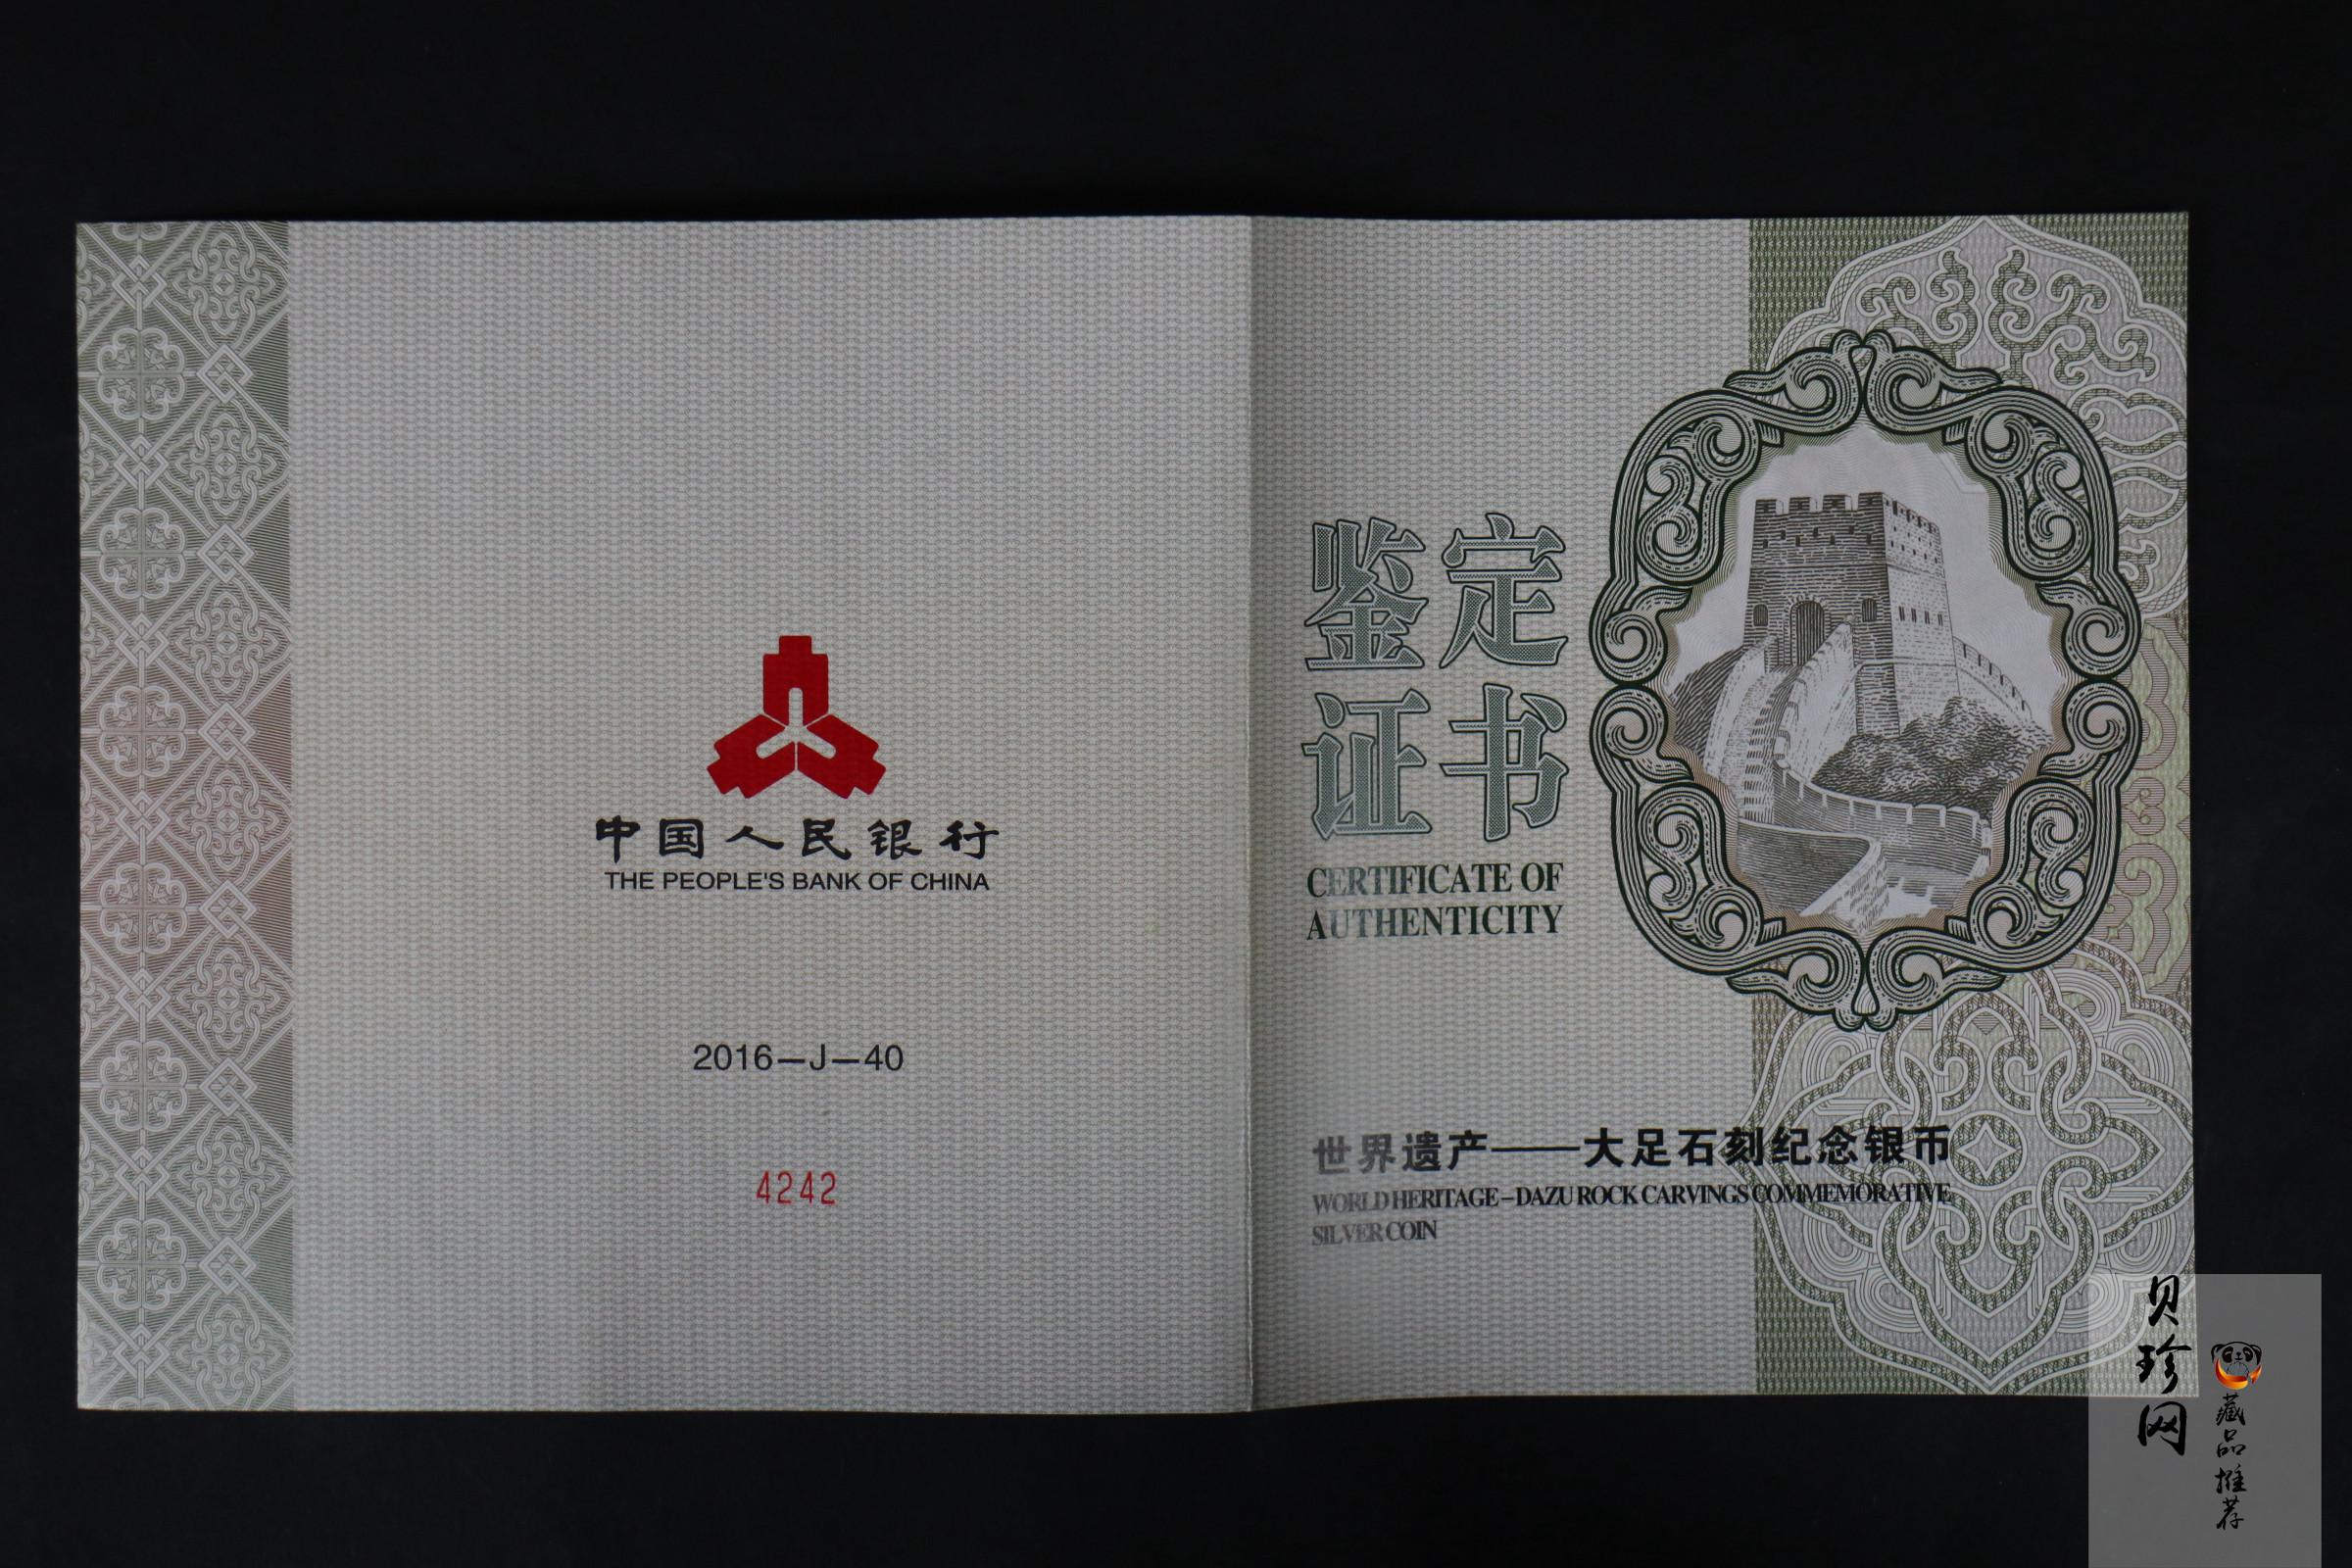 中国人民银行
THE PEOPLE'S BANK OF CHINA
2016—J—40
4242
鉴定
证书
CERTIFICATE OF
AUTHENTICITY
世界遗产——大足石刻纪念银币
WORLD HERITAGE–DAZU ROCK CARVINGS COMMEMORATIVE
SILVER COIN
贝珍网
藏品推荐